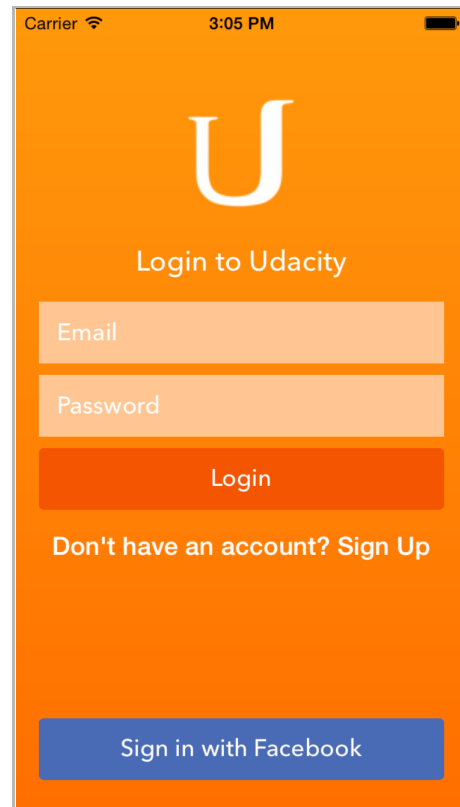 Carrier 3:05 PM
U
Login to Udacity
Email
Password
Login
Don't have an account? Sign Up
Sign in with Facebook